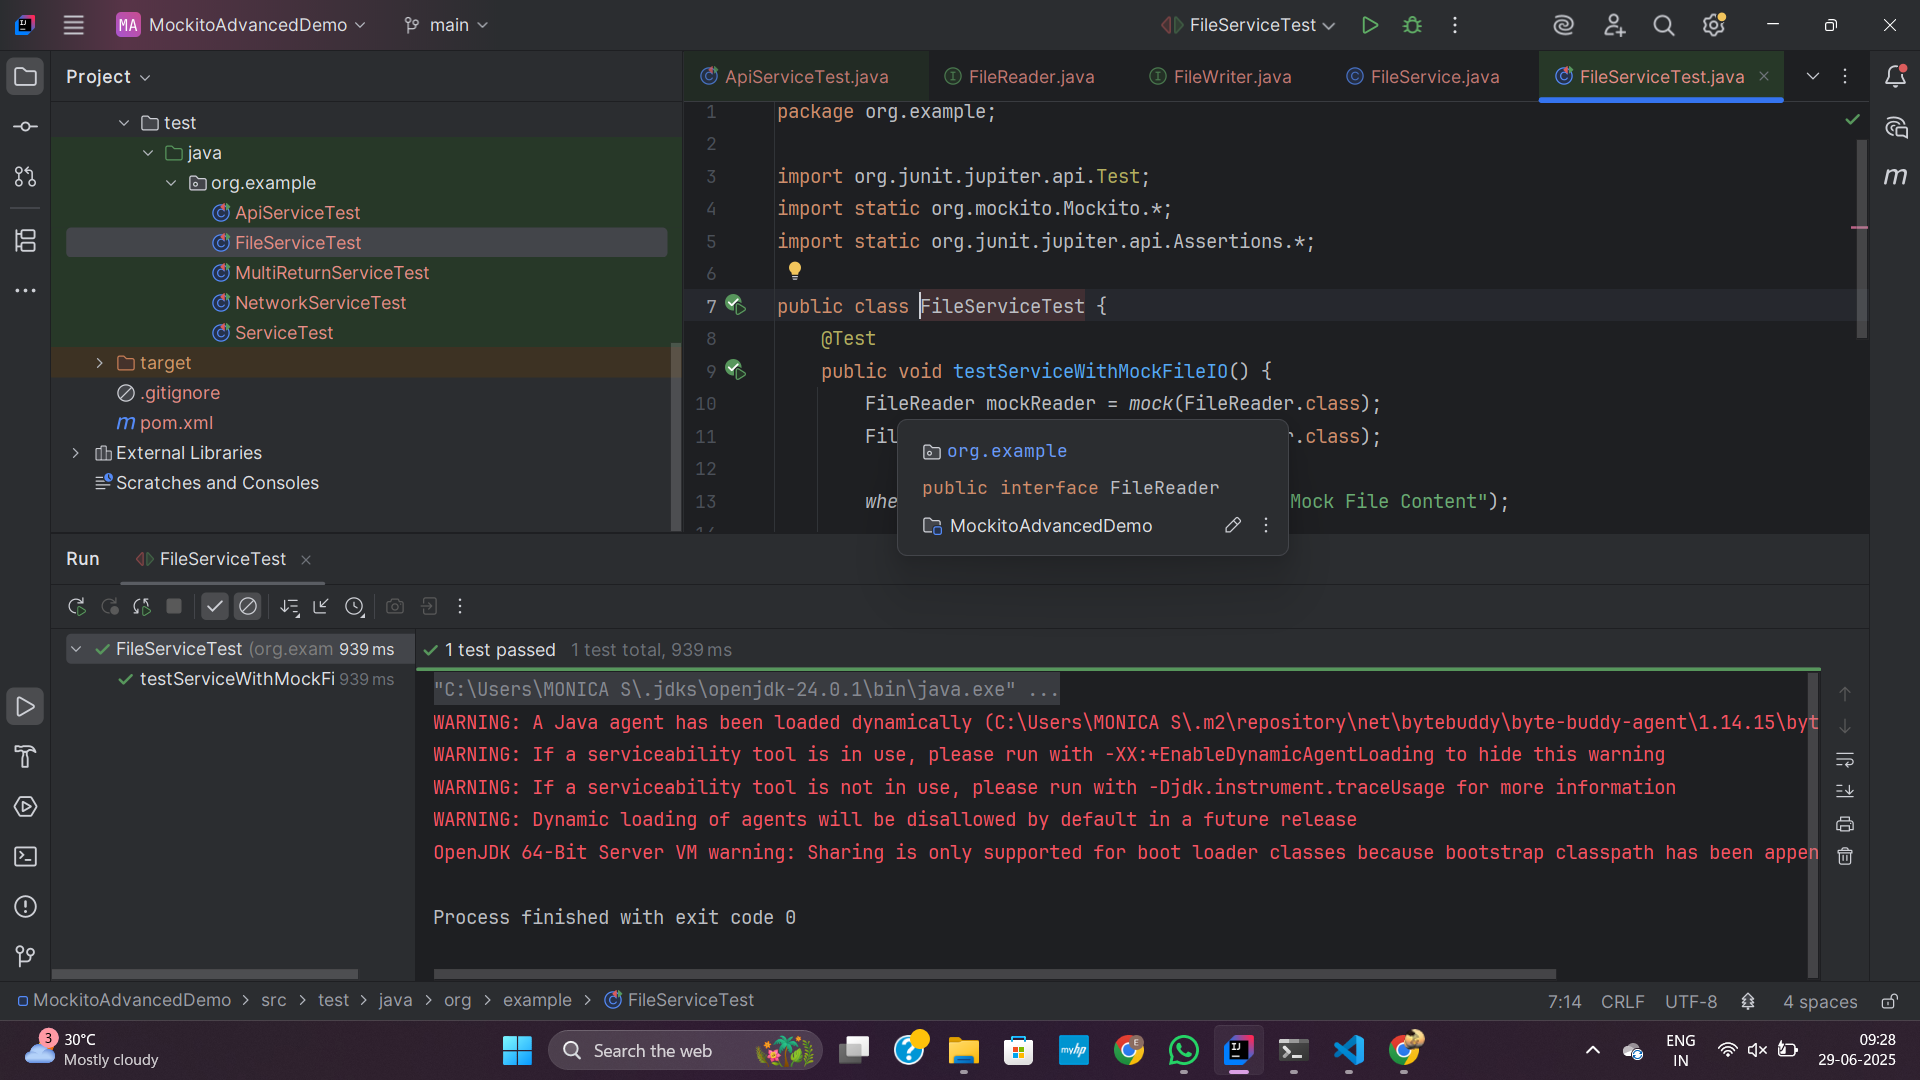 MA MockitoAdvancedDemo
main
FileServiceTest
Project
ApiServiceTest.java
FileReader.java
FileWriter.java
FileService.java
FileServiceTest.java
test
java
org.example
ApiServiceTest
FileServiceTest
MultiReturnServiceTest
NetworkServiceTest
ServiceTest
target
.gitignore
pom.xml
External Libraries
Scratches and Consoles
1 package org.example;
2
3 import org.junit.jupiter.api.Test;
4 import static org.mockito.Mockito.*;
5 import static org.junit.jupiter.api.Assertions.*;
6
7 public class FileServiceTest {
8 @Test
9 public void testServiceWithMockFileIO() {
10 FileReader mockReader = mock(FileReader.class);
11 Fil r.class);
12
13 whe Mock File Content");
org.example
public interface FileReader
MockitoAdvancedDemo
Run
FileServiceTest
FileServiceTest (org.exam 939 ms
testServiceWithMockFi 939 ms
1 test passed 1 test total, 939 ms
"C:\Users\MONICA S\.jdks\openjdk-24.0.1\bin\java.exe" ...
WARNING: A Java agent has been loaded dynamically (C:\Users\MONICA S\.m2\repository\net\bytebuddy\byte-buddy-agent\1.14.15\byt
WARNING: If a serviceability tool is in use, please run with -XX:+EnableDynamicAgentLoading to hide this warning
WARNING: If a serviceability tool is not in use, please run with -Djdk.instrument.traceUsage for more information
WARNING: Dynamic loading of agents will be disallowed by default in a future release
OpenJDK 64-Bit Server VM warning: Sharing is only supported for boot loader classes because bootstrap classpath has been appen
Process finished with exit code 0
MockitoAdvancedDemo > src > test > java > org > example > FileServiceTest
7:14 CRLF UTF-8 4 spaces
3
30°C
Mostly cloudy
Search the web
myhp
E
ENG
IN
09:28
29-06-2025